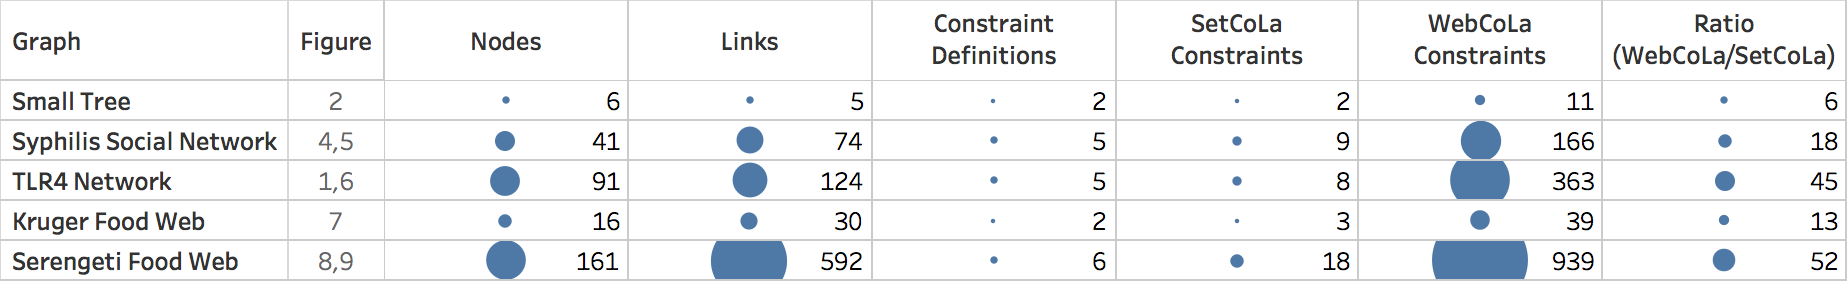 Graph Figure Nodes Links Constraint Definitions SetCoLa Constraints WebCoLa Constraints Ratio (WebCoLa/SetCoLa)
Small Tree 2 6 5 2 2 11 6
Syphilis Social Network 4,5 41 74 5 9 166 18
TLR4 Network 1,6 91 124 5 8 363 45
Kruger Food Web 7 16 30 2 3 39 13
Serengeti Food Web 8,9 161 592 6 18 939 52